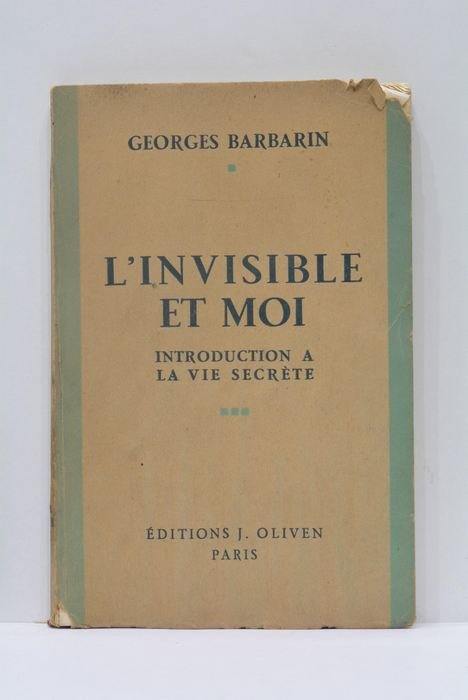 GEORGES BARBARIN
L'INVISIBLE
ET MOI
INTRODUCTION A
LA VIE SECRÈTE
ÉDITIONS J. OLIVEN
PARIS